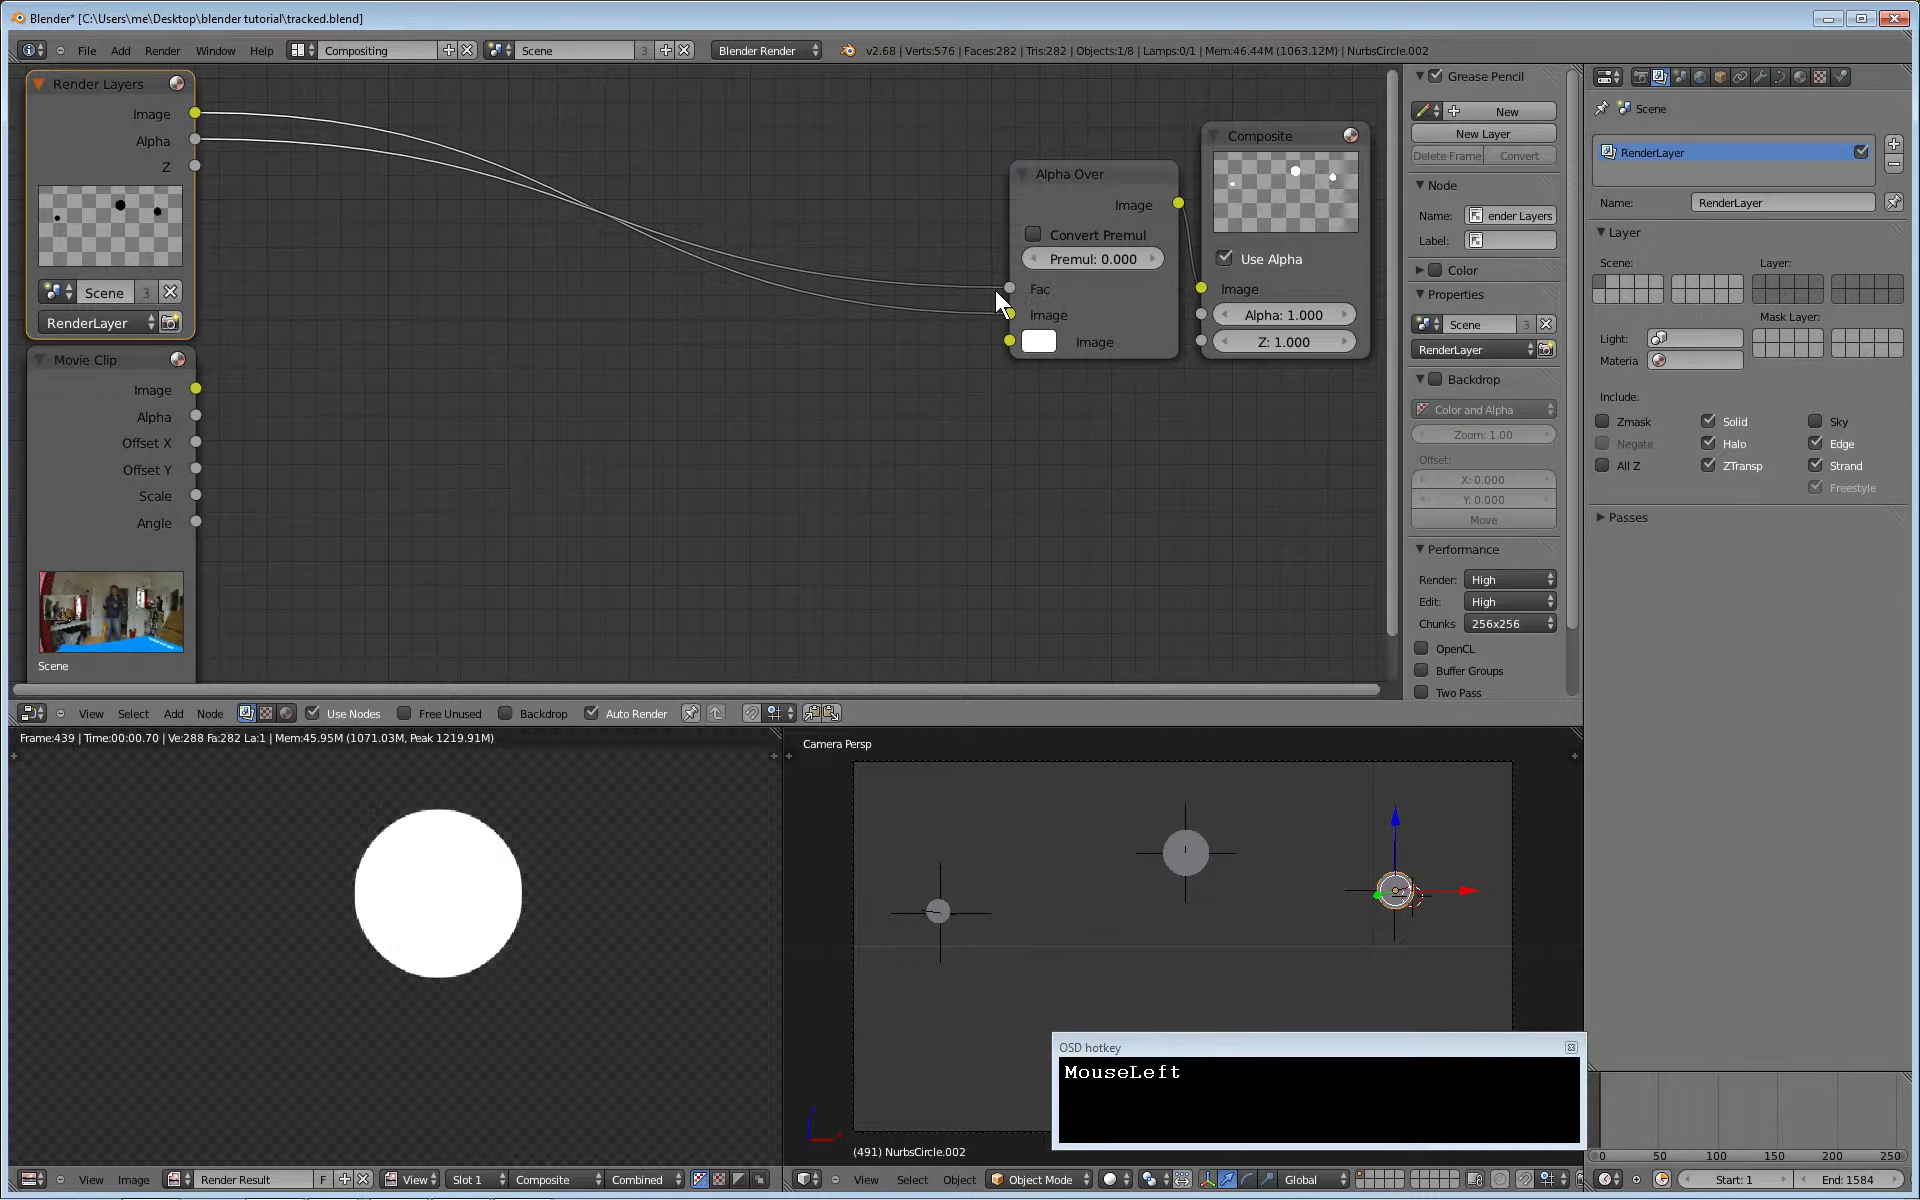 Blender* [C:\Users\me\Desktop\blender tutorial\tracked.blend]
File Add Render Window Help Compositing Scene 3 Blender Render v2.68 | Verts:576 | Faces:282 | Tris:282 | Objects:1/8 | Lamps:0/1 | Mem:46.44M (1063.12M) | NurbsCircle.002
Render Layers
Image
Alpha
Z
Scene 3
RenderLayer
Movie Clip
Image
Alpha
Offset X
Offset Y
Scale
Angle
Scene
Alpha Over
Image
Convert Premul
Premul: 0.000
Fac
Image
Image
Composite
Use Alpha
Image
Alpha: 1.000
Z: 1.000
Grease Pencil
New
New Layer
Delete Frame Convert
Node
Name: ender Layers
Label:
Color
Properties
Scene 3
RenderLayer
Backdrop
Color and Alpha
Zoom: 1.00
Offset:
X: 0.000
Y: 0.000
Move
Performance
Render: High
Edit: High
Chunks 256x256
OpenCL
Buffer Groups
Two Pass
Scene
RenderLayer
Name: RenderLayer
Layer
Scene: Layer:
Mask Layer:
Light:
Materia
Include:
Zmask Solid Sky
Negate Halo Edge
All Z ZTransp Strand
Freestyle
Passes
View Select Add Node Use Nodes Free Unused Backdrop Auto Render
Frame:439 | Time:00:00.70 | Ve:288 Fa:282 La:1 | Mem:45.95M (1071.03M, Peak 1219.91M)
Camera Persp
OSD hotkey
MouseLeft
(491) NurbsCircle.002
0 50 100 150 200 250
View Image Render Result F View Slot 1 Composite Combined
View Select Object Object Mode Global
Start: 1 End: 1584